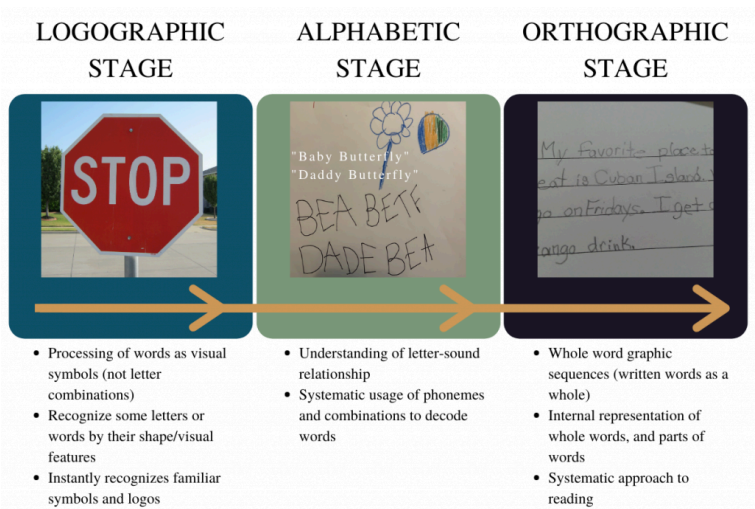 LOGOGRAPHIC
STAGE
STOP
Processing of words as visual
symbols (not letter
combinations)
Recognize some letters or
words by their shape/visual
features
Instantly recognizes familiar
symbols and logos
ALPHABETIC
STAGE
"Baby Butterfly"
"Daddy Butterfly"
BEA BETF
DADE BEA
Understanding of letter-sound
relationship
Systematic usage of phonemes
and combinations to decode
words
ORTHOGRAPHIC
STAGE
My favorite place to
eat is Cuban Island.
go on Fridays. I get
drink.
Whole word graphic
sequences (written words as a
whole)
Internal representation of
whole words, and parts of
words
Systematic approach to
reading